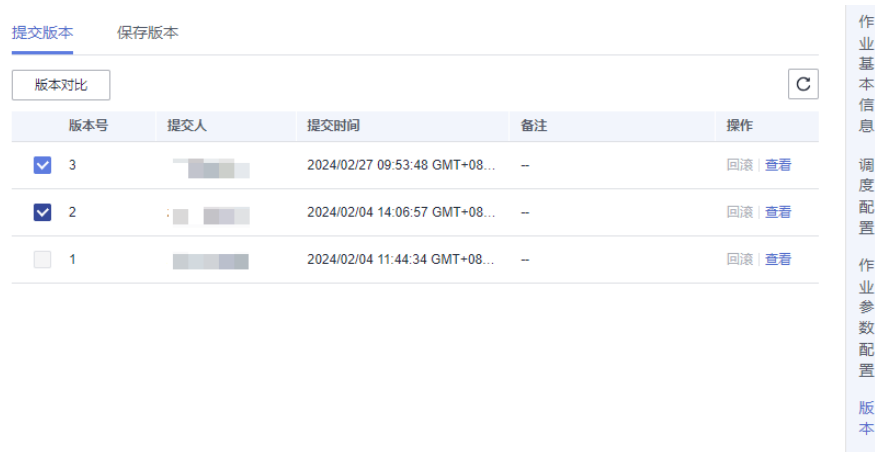 提交版本 保存版本
版本对比
版本号 提交人 提交时间 备注 操作
3 2024/02/27 09:53:48 GMT+08... -- 回滚 查看
2 2024/02/04 14:06:57 GMT+08... -- 回滚 查看
1 2024/02/04 11:44:34 GMT+08... -- 回滚 查看
作业基本信息
调度配置
作业参数配置
版本